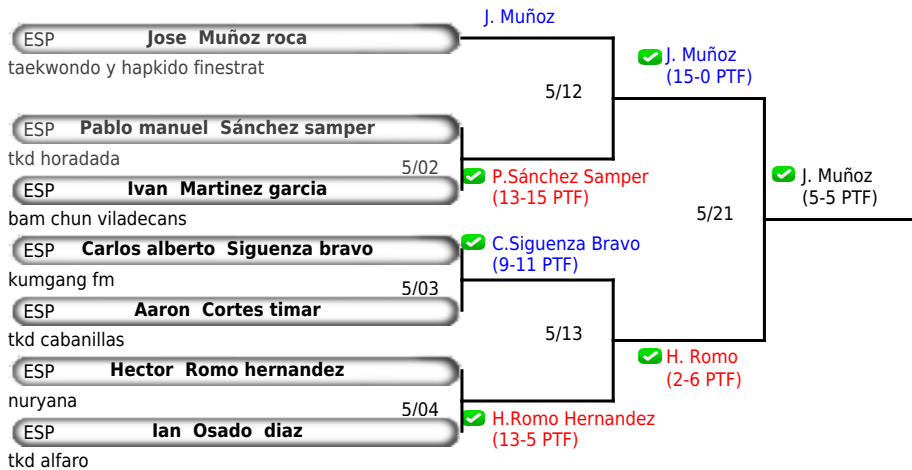 J. Muñoz
ESP Jose Muñoz roca
taekwondo y hapkido finestrat
J. Muñoz
(15-0 PTF)
5/12
ESP Pablo manuel Sánchez samper
tkd horadada
5/02
ESP Ivan Martinez garcia
bam chun viladecans
P.Sánchez Samper
(13-15 PTF)
J. Muñoz
(5-5 PTF)
5/21
ESP Carlos alberto Siguenza bravo
kumgang fm
C.Siguenza Bravo
(9-11 PTF)
5/03
ESP Aaron Cortes timar
tkd cabanillas
5/13
ESP Hector Romo hernandez
nuryana
H. Romo
(2-6 PTF)
5/04
ESP Ian Osado diaz
tkd alfaro
H.Romo Hernandez
(13-5 PTF)